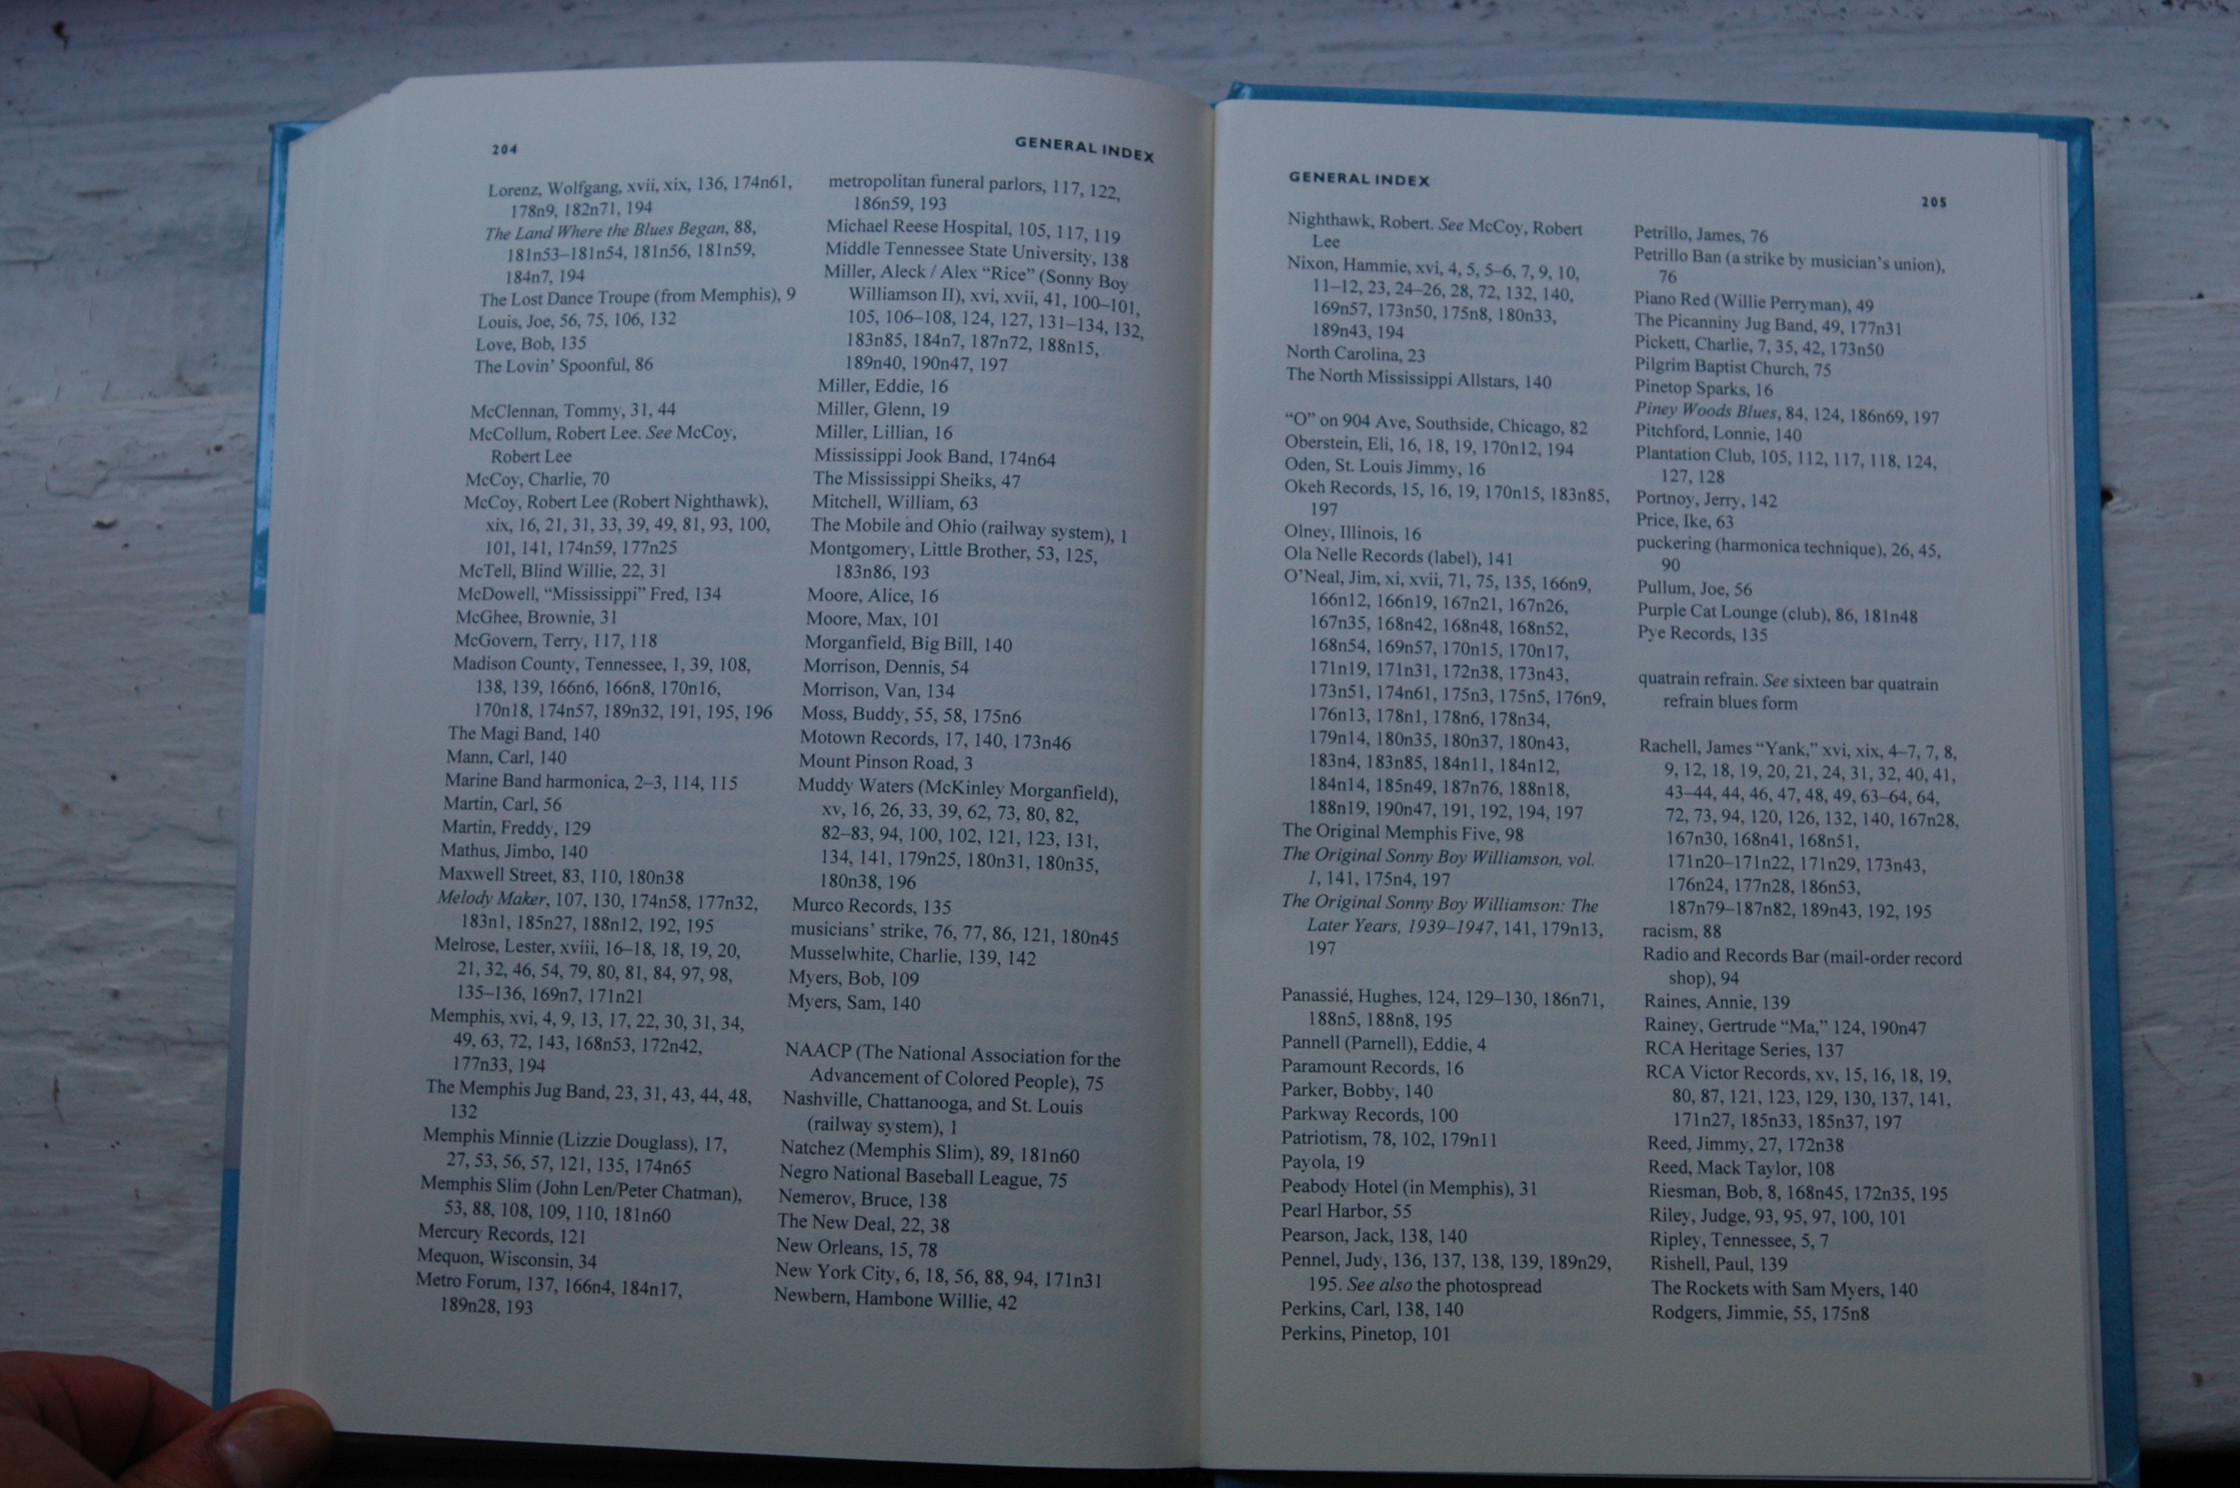 204
GENERAL INDEX
Lorenz, Wolfgang, xvii, xix, 136, 174n61,
178n9, 182n71, 194
The Land Where the Blues Began, 88,
181n53–181n54, 181n56, 181n59,
184n7, 194
The Lost Dance Troupe (from Memphis), 9
Louis, Joe, 56, 75, 106, 132
Love, Bob, 135
The Lovin' Spoonful, 86
McClennan, Tommy, 31, 44
McCollum, Robert Lee. See McCoy,
Robert Lee
McCoy, Charlie, 70
McCoy, Robert Lee (Robert Nighthawk),
xix, 16, 21, 31, 33, 39, 49, 81, 93, 100,
101, 141, 174n59, 177n25
McTell, Blind Willie, 22, 31
McDowell, “Mississippi” Fred, 134
McGhee, Brownie, 31
McGovern, Terry, 117, 118
Madison County, Tennessee, 1, 39, 108,
138, 139, 166n6, 166n8, 170n16,
170n18, 174n57, 189n32, 191, 195, 196
The Magi Band, 140
Mann, Carl, 140
Marine Band harmonica, 2–3, 114, 115
Martin, Carl, 56
Martin, Freddy, 129
Mathus, Jimbo, 140
Maxwell Street, 83, 110, 180n38
Melody Maker, 107, 130, 174n58, 177n32,
183n1, 185n27, 188n12, 192, 195
Melrose, Lester, xviii, 16–18, 18, 19, 20,
21, 32, 46, 54, 79, 80, 81, 84, 97, 98,
135–136, 169n7, 171n21
Memphis, xvi, 4, 9, 13, 17, 22, 30, 31, 34,
49, 63, 72, 143, 168n53, 172n42,
177n33, 194
The Memphis Jug Band, 23, 31, 43, 44, 48,
132
Memphis Minnie (Lizzie Douglass), 17,
27, 53, 56, 57, 121, 135, 174n65
Memphis Slim (John Len/Peter Chatman),
53, 88, 108, 109, 110, 181n60
Mercury Records, 121
Mequon, Wisconsin, 34
Metro Forum, 137, 166n4, 184n17,
189n28, 193
metropolitan funeral parlors, 117, 122,
186n59, 193
Michael Reese Hospital, 105, 117, 119
Middle Tennessee State University, 138
Miller, Aleck / Alex “Rice” (Sonny Boy
Williamson II), xvi, xvii, 41, 100–101,
105, 106–108, 124, 127, 131–134, 132,
183n85, 184n7, 187n72, 188n15,
189n40, 190n47, 197
Miller, Eddie, 16
Miller, Glenn, 19
Miller, Lillian, 16
Mississippi Jook Band, 174n64
The Mississippi Sheiks, 47
Mitchell, William, 63
The Mobile and Ohio (railway system), 1
Montgomery, Little Brother, 53, 125,
183n86, 193
Moore, Alice, 16
Moore, Max, 101
Morganfield, Big Bill, 140
Morrison, Dennis, 54
Morrison, Van, 134
Moss, Buddy, 55, 58, 175n6
Motown Records, 17, 140, 173n46
Mount Pinson Road, 3
Muddy Waters (McKinley Morganfield),
xv, 16, 26, 33, 39, 62, 73, 80, 82,
82–83, 94, 100, 102, 121, 123, 131,
134, 141, 179n25, 180n31, 180n35,
180n38, 196
Murco Records, 135
musicians' strike, 76, 77, 86, 121, 180n45
Musselwhite, Charlie, 139, 142
Myers, Bob, 109
Myers, Sam, 140
NAACP (The National Association for the
Advancement of Colored People), 75
Nashville, Chattanooga, and St. Louis
(railway system), 1
Natchez (Memphis Slim), 89, 181n60
Negro National Baseball League, 75
Nemerov, Bruce, 138
The New Deal, 22, 38
New Orleans, 15, 78
New York City, 6, 18, 56, 88, 94, 171n31
Newbern, Hambone Willie, 42
GENERAL INDEX
205
Nighthawk, Robert. See McCoy, Robert
Lee
Nixon, Hammie, xvi, 4, 5, 5–6, 7, 9, 10,
11–12, 23, 24–26, 28, 72, 132, 140,
169n57, 173n50, 175n8, 180n33,
189n43, 194
North Carolina, 23
The North Mississippi Allstars, 140
“O” on 904 Ave, Southside, Chicago, 82
Oberstein, Eli, 16, 18, 19, 170n12, 194
Oden, St. Louis Jimmy, 16
Okeh Records, 15, 16, 19, 170n15, 183n85,
197
Olney, Illinois, 16
Ola Nelle Records (label), 141
O'Neal, Jim, xi, xvii, 71, 75, 135, 166n9,
166n12, 166n19, 167n21, 167n26,
167n35, 168n42, 168n48, 168n52,
168n54, 169n57, 170n15, 170n17,
171n19, 171n31, 172n38, 173n43,
173n51, 174n61, 175n3, 175n5, 176n9,
176n13, 178n1, 178n6, 178n34,
179n14, 180n35, 180n37, 180n43,
183n4, 183n85, 184n11, 184n12,
184n14, 185n49, 187n76, 188n18,
188n19, 190n47, 191, 192, 194, 197
The Original Memphis Five, 98
The Original Sonny Boy Williamson, vol.
1, 141, 175n4, 197
The Original Sonny Boy Williamson: The
Later Years, 1939–1947, 141, 179n13,
197
Panassié, Hughes, 124, 129–130, 186n71,
188n5, 188n8, 195
Pannell (Parnell), Eddie, 4
Paramount Records, 16
Parker, Bobby, 140
Parkway Records, 100
Patriotism, 78, 102, 179n11
Payola, 19
Peabody Hotel (in Memphis), 31
Pearl Harbor, 55
Pearson, Jack, 138, 140
Pennel, Judy, 136, 137, 138, 139, 189n29,
195. See also the photospread
Perkins, Carl, 138, 140
Perkins, Pinetop, 101
Petrillo, James, 76
Petrillo Ban (a strike by musician's union),
76
Piano Red (Willie Perryman), 49
The Picanniny Jug Band, 49, 177n31
Pickett, Charlie, 7, 35, 42, 173n50
Pilgrim Baptist Church, 75
Pinetop Sparks, 16
Piney Woods Blues, 84, 124, 186n69, 197
Pitchford, Lonnie, 140
Plantation Club, 105, 112, 117, 118, 124,
127, 128
Portnoy, Jerry, 142
Price, Ike, 63
puckering (harmonica technique), 26, 45,
90
Pullum, Joe, 56
Purple Cat Lounge (club), 86, 181n48
Pye Records, 135
quatrain refrain. See sixteen bar quatrain
refrain blues form
Rachell, James “Yank,” xvi, xix, 4–7, 7, 8,
9, 12, 18, 19, 20, 21, 24, 31, 32, 40, 41,
43–44, 44, 46, 47, 48, 49, 63–64, 64,
72, 73, 94, 120, 126, 132, 140, 167n28,
167n30, 168n41, 168n51,
171n20–171n22, 171n29, 173n43,
176n24, 177n28, 186n53,
187n79–187n82, 189n43, 192, 195
racism, 88
Radio and Records Bar (mail-order record
shop), 94
Raines, Annie, 139
Rainey, Gertrude “Ma,” 124, 190n47
RCA Heritage Series, 137
RCA Victor Records, xv, 15, 16, 18, 19,
80, 87, 121, 123, 129, 130, 137, 141,
171n27, 185n33, 185n37, 197
Reed, Jimmy, 27, 172n38
Reed, Mack Taylor, 108
Riesman, Bob, 8, 168n45, 172n35, 195
Riley, Judge, 93, 95, 97, 100, 101
Ripley, Tennessee, 5, 7
Rishell, Paul, 139
The Rockets with Sam Myers, 140
Rodgers, Jimmie, 55, 175n8